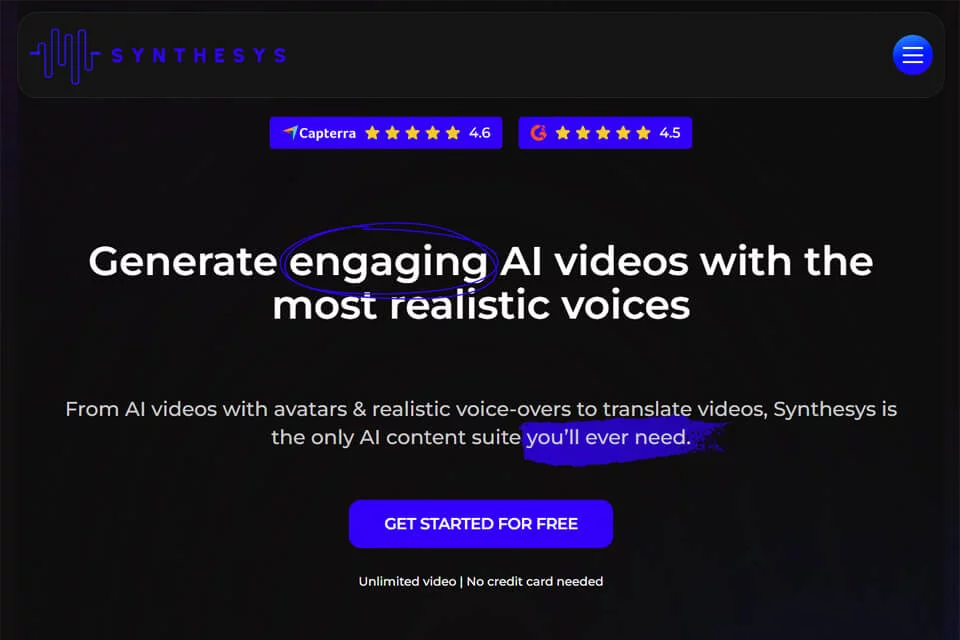 SYNTHESYS
Capterra 4.6
4.5
Generate engaging AI videos with the
most realistic voices
From AI videos with avatars & realistic voice-overs to translate videos, Synthesys is
the only AI content suite you’ll ever need.
GET STARTED FOR FREE
Unlimited video | No credit card needed